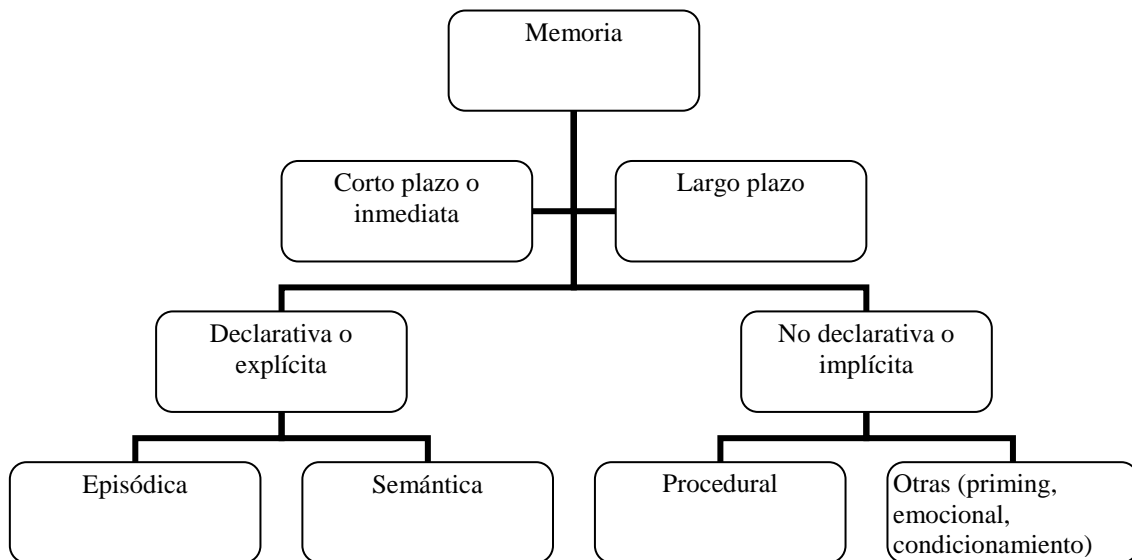 Memoria
Corto plazo o
inmediata
Largo plazo
Declarativa o
explícita
No declarativa o
implícita
Episódica
Semántica
Procedural
Otras (priming,
emocional,
condicionamiento)